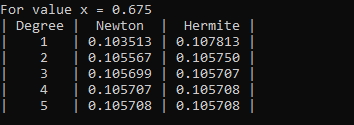 For value x = 0.675
| Degree | Newton | Hermite |
| 1 | 0.103513 | 0.107813 |
| 2 | 0.105567 | 0.105750 |
| 3 | 0.105699 | 0.105707 |
| 4 | 0.105707 | 0.105708 |
| 5 | 0.105708 | 0.105708 |